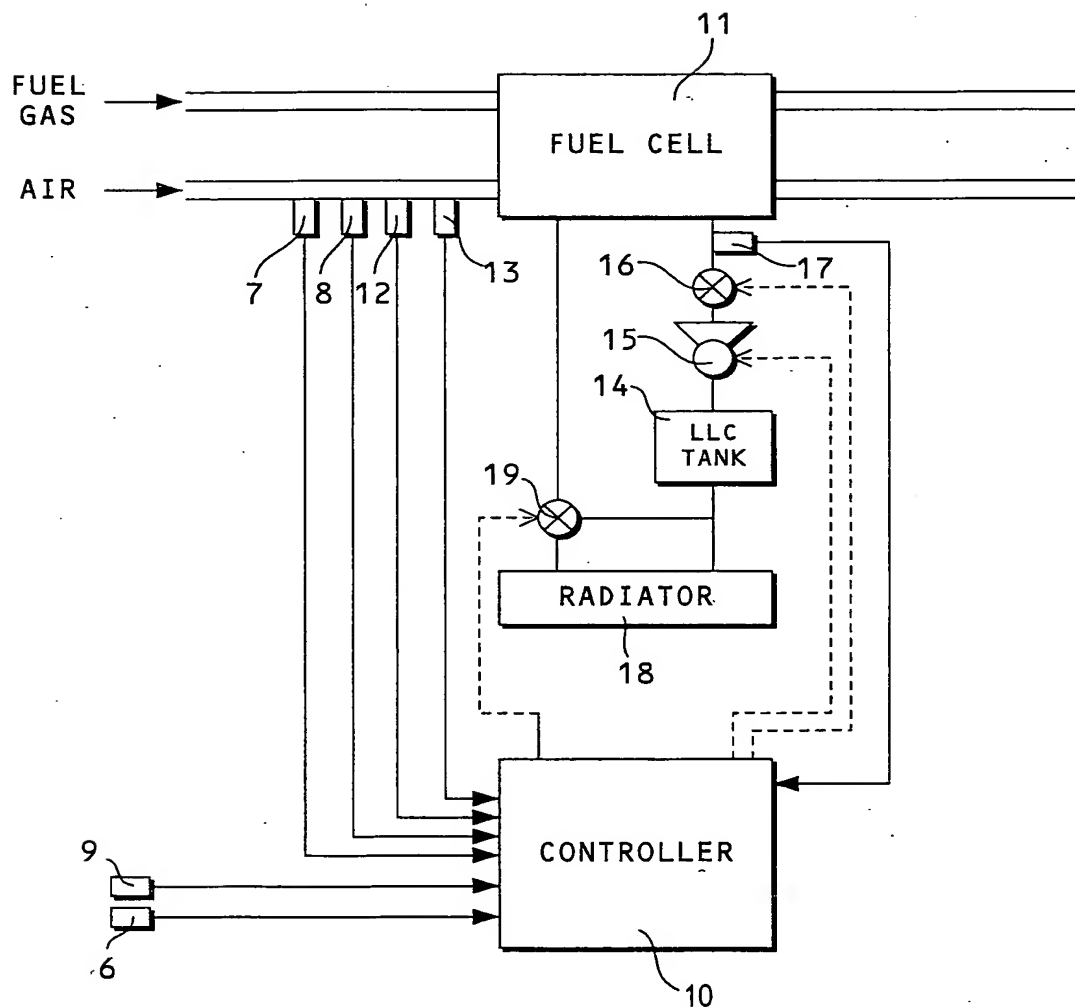 11
FUEL
GAS
FUEL CELL
AIR
7
8
12
13
17
16
15
14
LLC
TANK
19
RADIATOR
18
CONTROLLER
9
6
10